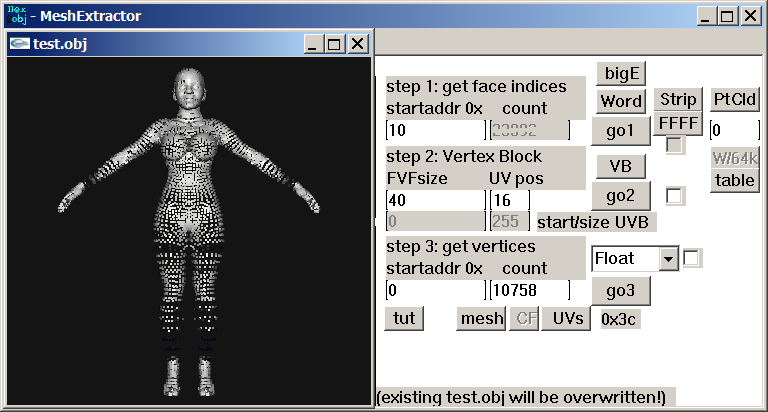 Hex
obj - MeshExtractor
test.obj
step 1: get face indices
startaddr 0x count
10 23892
bigE
Word
go1
Strip
FFFF
PtCld
0
W/64k
table
step 2: Vertex Block
FVFsize UV pos
40 16
0 255 start/size UVB
VB
go2
step 3: get vertices
startaddr 0x count
0 10758
Float
go3
tut mesh CF UVs 0x3c
(existing test.obj will be overwritten!)